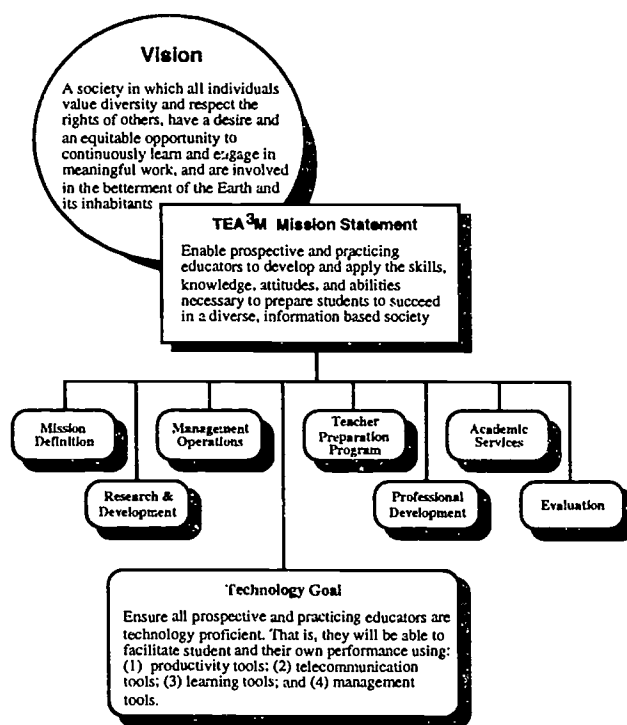 Vision
A society in which all individuals
value diversity and respect the
rights of others, have a desire and
an equitable opportunity to
continuously learn and engage in
meaningful work, and are involved
in the betterment of the Earth and
its inhabitants
TEA³M Mission Statement
Enable prospective and practicing
educators to develop and apply the skills,
knowledge, attitudes, and abilities
necessary to prepare students to succeed
in a diverse, information based society
Mission
Definition
Management
Operations
Teacher
Preparation
Program
Academic
Services
Research &
Development
Professional
Development
Evaluation
Technology Goal
Ensure all prospective and practicing educators are
technology proficient. That is, they will be able to
facilitate student and their own performance using:
(1) productivity tools; (2) telecommunication
tools; (3) learning tools; and (4) management
tools.